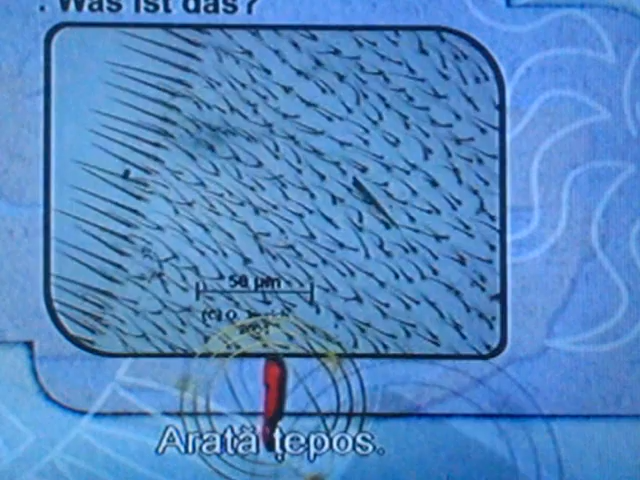 . Was ist das?
50 µm
Arată țepos.